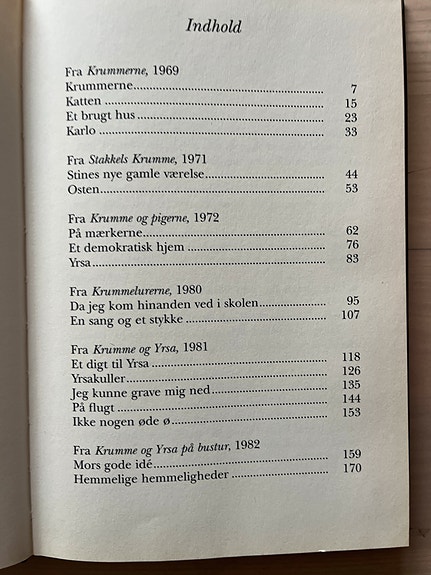 Indhold
Fra Krummerne, 1969
Krummerne........ 7
Katten........ 15
Et brugt hus........ 23
Karlo........ 33
Fra Stakkels Krumme, 1971
Stines nye gamle værelse........ 44
Osten........ 53
Fra Krumme og pigerne, 1972
På mærkerne........ 62
Et demokratisk hjem........ 76
Yrsa........ 83
Fra Krummelurerne, 1980
Da jeg kom hinanden ved i skolen........ 95
En sang og et stykke........ 107
Fra Krumme og Yrsa, 1981
Et digt til Yrsa........ 118
Yrsakuller........ 126
Jeg kunne grave mig ned........ 135
På flugt........ 144
Ikke nogen øde ø........ 153
Fra Krumme og Yrsa på bustur, 1982
Mors gode idé........ 159
Hemmelige hemmeligheder........ 170